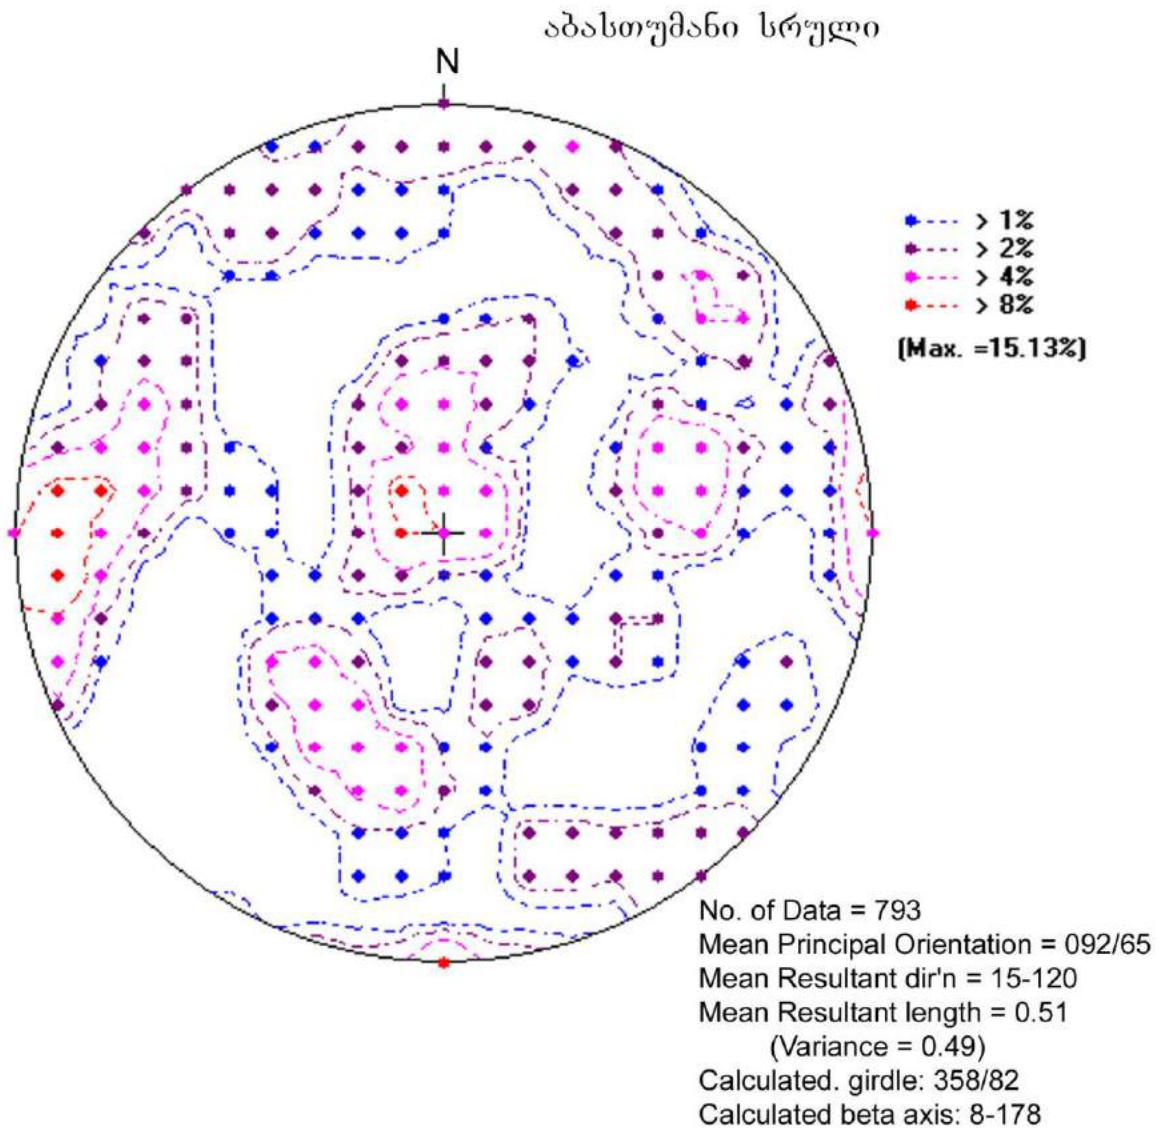 აბასთუმანი სრული
N
> 1%
> 2%
> 4%
> 8%
(Max. =15.13%)
No. of Data = 793
Mean Principal Orientation = 092/65
Mean Resultant dir'n = 15-120
Mean Resultant length = 0.51
(Variance = 0.49)
Calculated. girdle: 358/82
Calculated beta axis: 8-178